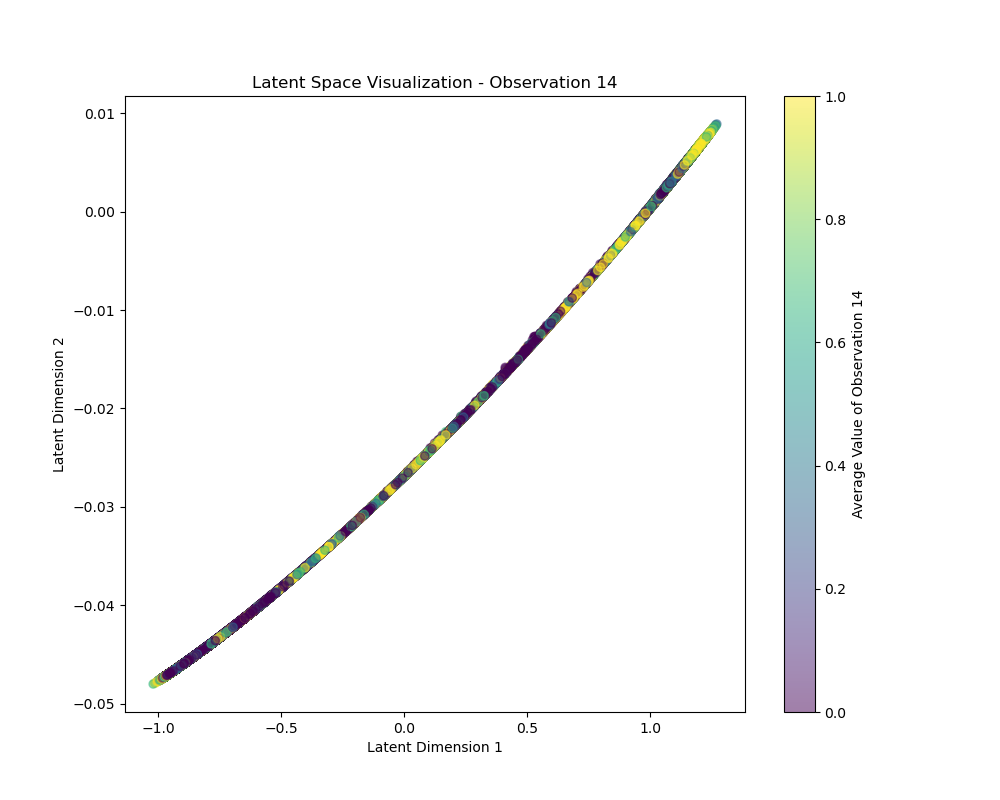 Latent Space Visualization - Observation 14
0.01
0.00
−0.01
−0.02
−0.03
−0.04
−0.05
Latent Dimension 2
−1.0 −0.5 0.0 0.5 1.0
Latent Dimension 1
1.0
0.8
0.6
0.4
0.2
0.0
Average Value of Observation 14